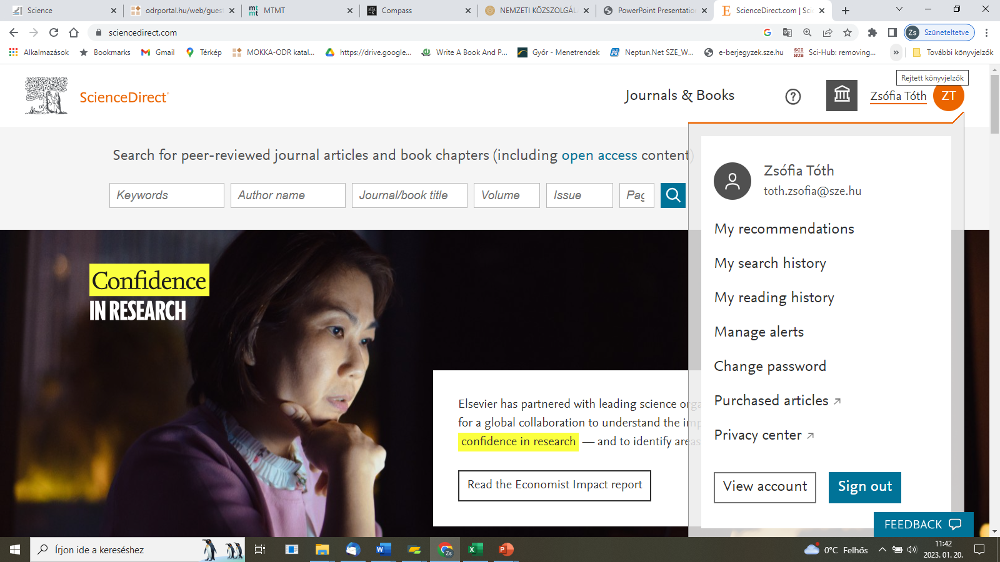 Science
odrportal.hu/web/gues
MTMT
Compass
NEMZETI KÖZSZOLGÁL
PowerPoint Presentation
ScienceDirect.com | Scie
sciencedirect.com
Zs Szüneteltetve
Alkalmazások
Bookmarks
Gmail
Térkép
MOKKA-ODR katal...
https://drive.google...
Write A Book And P...
Győr - Menetrendek
Neptun.Net SZE_W...
e-berjegyzek.sze.hu
Sci-Hub: removing...
»
További könyvjelzők
Rejtett könyvjelzők
ScienceDirect®
Journals & Books
Zsófia Tóth
ZT
Search for peer-reviewed journal articles and book chapters (including open access content)
Keywords
Author name
Journal/book title
Volume
Issue
Pag
Confidence
IN RESEARCH
Elsevier has partnered with leading science orga
for a global collaboration to understand the imp
confidence in research — and to identify areas
Read the Economist Impact report
Zsófia Tóth
toth.zsofia@sze.hu
My recommendations
My search history
My reading history
Manage alerts
Change password
Purchased articles
Privacy center
View account
Sign out
FEEDBACK
Írjon ide a kereséshez
0°C Felhős
11:42
2023. 01. 20.